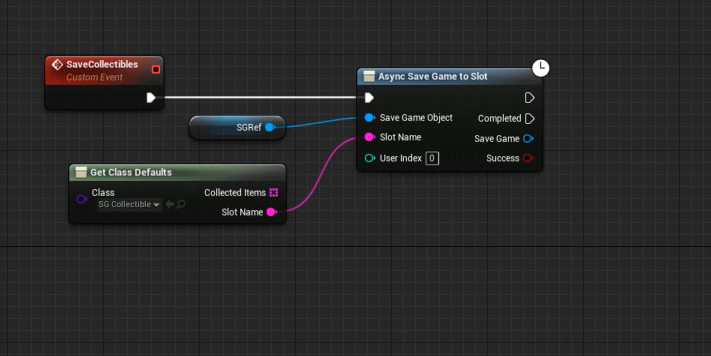 SaveCollectibles
Custom Event
Async Save Game to Slot
SGRef
Save Game Object
Completed
Slot Name
Save Game
User Index 0
Success
Get Class Defaults
Class
SG Collectible
Collected Items
Slot Name